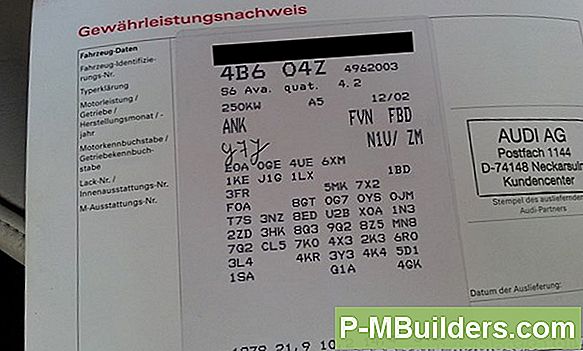 Gewährleistungsnachweis
Fahrzeug-Daten
Fahrzeug-Identifizie-
rungs-Nr.
Typerklärung
Motorleistung /
Getriebe /
Herstellungsmonat / -
jahr
Motorkennbuchstabe /
Getriebekennbuch-
stabe
Lack-Nr. /
Innenausstattungs-Nr.
M-Ausstattungs-Nr.
4B6 04Z 4962003
S6 Ava. quat. 4.2
250KW A5 12/02
ANK FVN FBD
y7y N1U/ ZM
E0A 0GE 4UE 6XM
1KE J1G 1LX 1BD
3FR 5MK 7X2
F0A 8GT 0G7 0YS 0JM
T7S 3NZ 8ED U2B X0A 1N3
2ZD 3HK 8G3 9G2 8Z5 MN8
7G2 CL5 7K0 4X3 2K3 6R0
3L4 4KR 3Y3 4K4 5D1
1SA G1A 4GK
AUDI AG
Postfach 1144
D-74148 Neckarsulm
Kundencenter
Stempel des ausliefernden
Audi-Partners
Datum der Auslieferung:
P-MBuilders.com